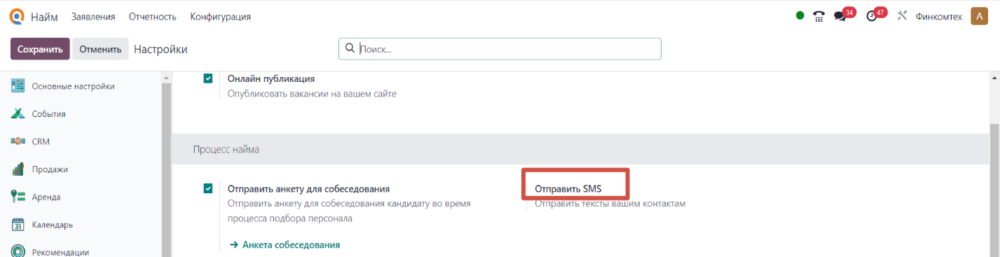 Найм Заявления Отчетность Конфигурация 34 47 Финкомтех A
Сохранить Отменить Настройки Поиск...
Основные настройки
События
CRM
Продажи
Аренда
Календарь
31
Рекомендации
Онлайн публикация
Опубликовать вакансии на вашем сайте
Процесс найма
Отправить анкету для собеседования
Отправить анкету для собеседования кандидату во время
процесса подбора персонала
Анкета собеседования
Отправить SMS
Отправить тексты вашим контактам